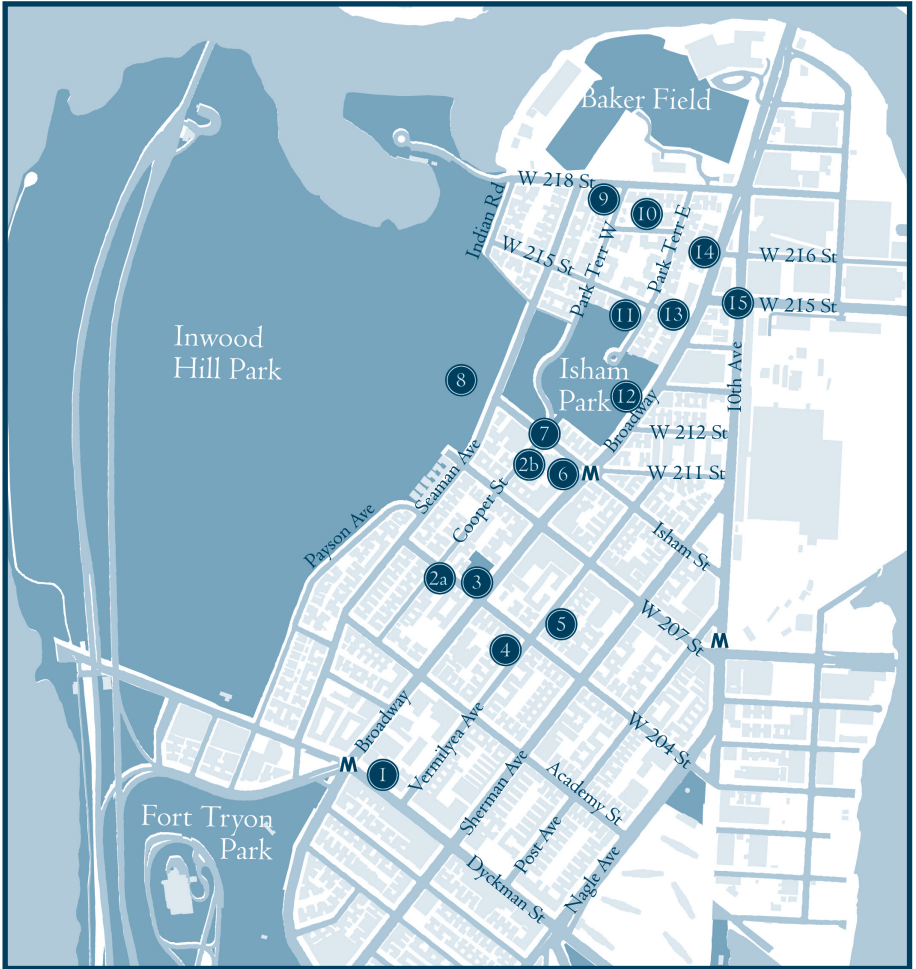 Baker Field
W 218 St
9
10
Indian Rd
Park Terr W
Park Terr E
14
W 215 St
W 216 St
15
W 215 St
11
13
Inwood
Hill Park
8
Isham
Park
12
10th Ave
Broadway
7
W 212 St
2b
6
M
W 211 St
Seaman Ave
Cooper St
Payson Ave
Isham St
2a
3
5
4
W 207 St
M
Broadway
Vermilyea Ave
W 204 St
M
1
Sherman Ave
Academy St
Fort Tryon
Park
Post Ave
Nagle Ave
Dyckman St